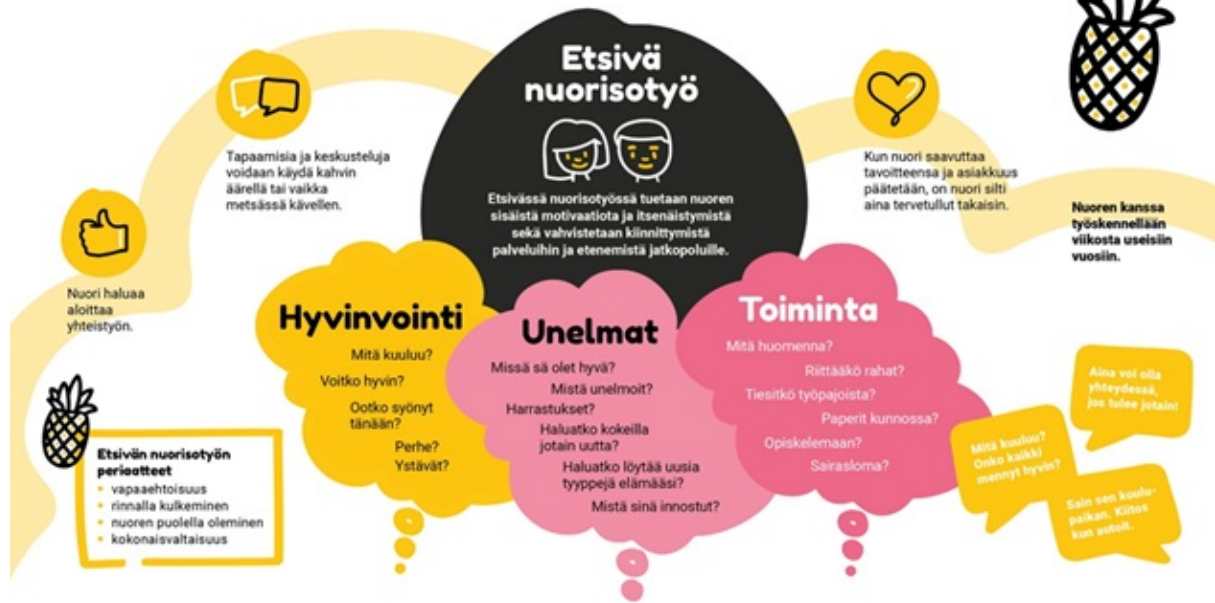 Etsivä
nuorisotyö
Etsivässä nuorisotyössä tuetaan nuoren
sisäistä motivaatiota ja itsenäistymistä
sekä vahvistetaan kiinnittymistä
palveluihin ja etenemistä jatkopoluille.
Nuori haluaa
aloittaa
yhteistyön.
Tapaamisia ja keskusteluja
voidaan käydä kahvin
äärellä tai vaikka
metsässä kävellen.
Kun nuori saavuttaa
tavoitteensa ja asiakkuus
päätetään, on nuori silti
aina tervetullut takaisin.
Nuoren kanssa
työskennellään
viikosta useisiin
vuosiin.
Hyvinvointi
Mitä kuuluu?
Voitko hyvin?
Ootko syönyt
tänään?
Perhe?
Ystävät?
Unelmat
Missä sä olet hyvä?
Mistä unelmoit?
Harrastukset?
Haluatko kokeilla
jotain uutta?
Haluatko löytää uusia
tyyppejä elämääsi?
Mistä sinä innostut?
Toiminta
Mitä huomenna?
Riittääkö rahat?
Tiesitkö työpajoista?
Paperit kunnossa?
Opiskelemaan?
Sairasloma?
Etsivän nuorisotyön
periaatteet
• vapaaehtoisuus
• rinnalla kulkeminen
• nuoren puolella oleminen
• kokonaisvaltaisuus
Aina voi olla
yhteydessä,
jos tulee jotain!
Mitä kuuluu?
Onko kaikki
mennyt hyvin?
Sain sen koulu-
paikan. Kiitos
kun autoit.